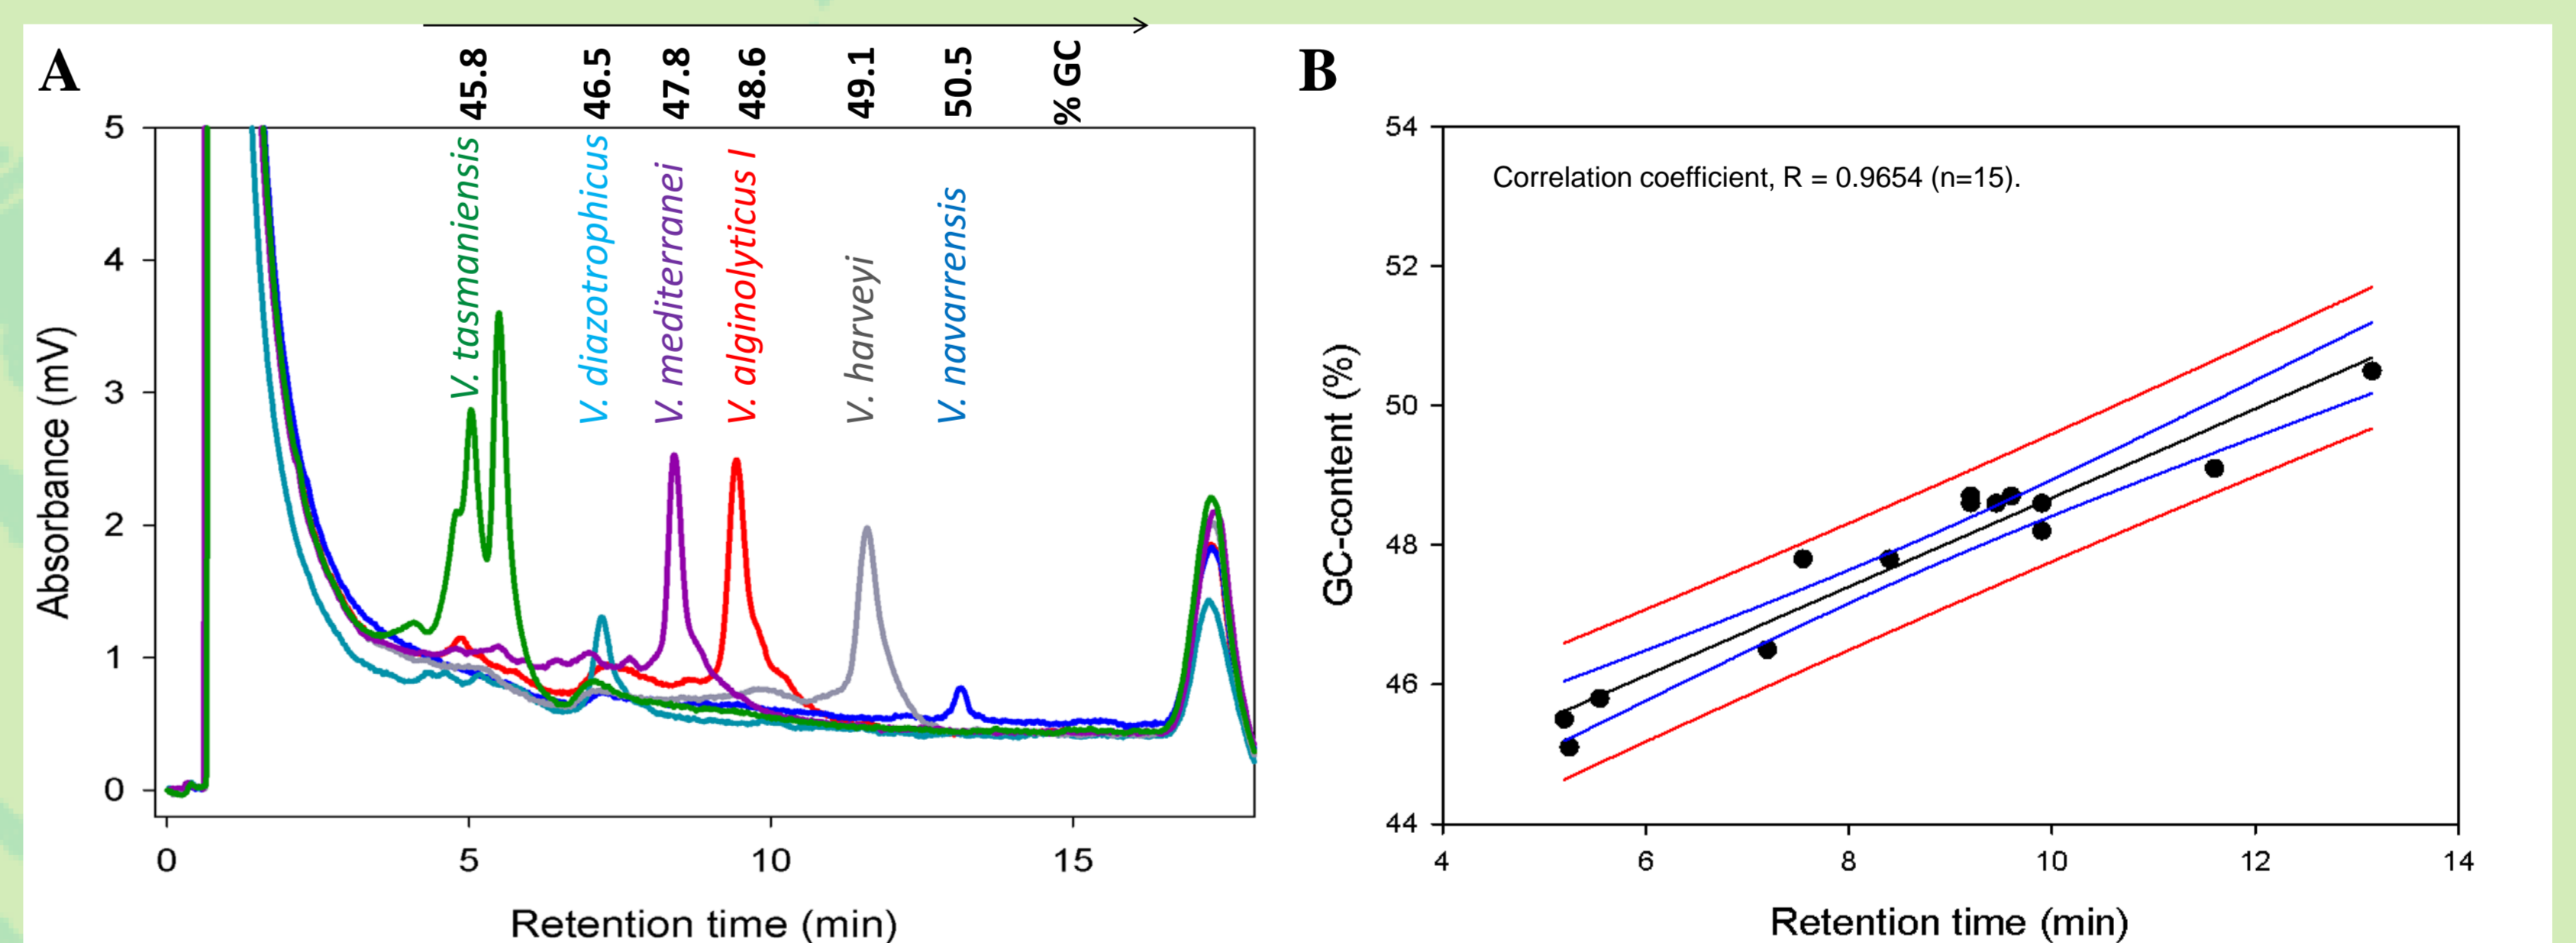 A
45.8
46.5
47.8
48.6
49.1
50.5
% GC
V. tasmaniensis
V. diazotrophicus
V. mediterranei
V. alginolyticus I
V. harveyi
V. navarrensis
Absorbance (mV)
5
4
3
2
1
0
0 5 10 15
Retention time (min)
B
Correlation coefficient, R = 0.9654 (n=15).
GC-content (%)
54
52
50
48
46
44
4 6 8 10 12 14
Retention time (min)